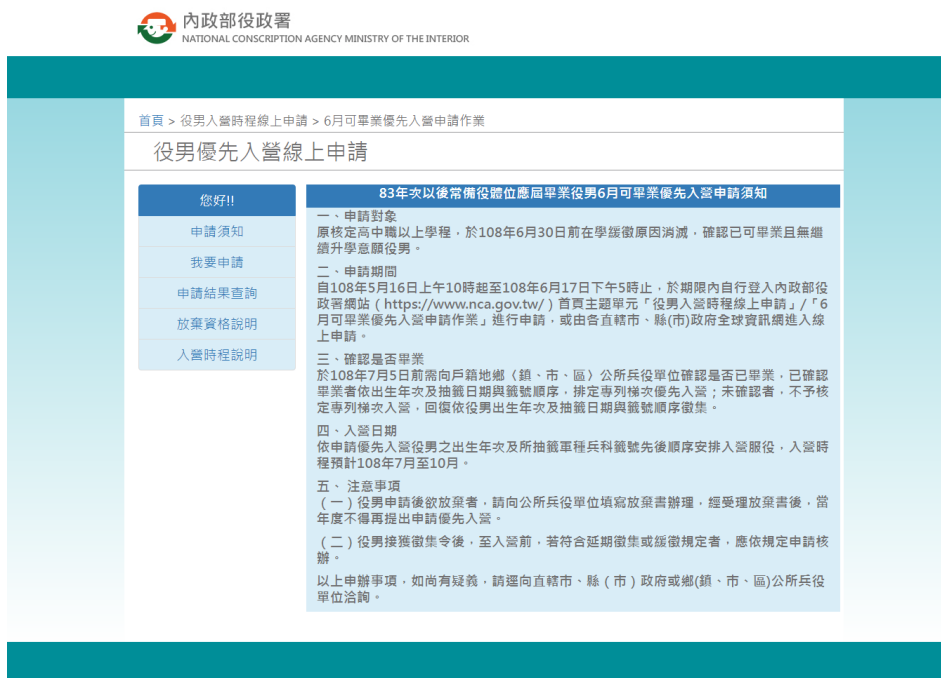 內政部役政署
NATIONAL CONSCRIPTION AGENCY MINISTRY OF THE INTERIOR
首頁 > 役男入營時程線上申請 > 6月可畢業優先入營申請作業
役男優先入營線上申請
您好!!
申請須知
我要申請
申請結果查詢
放棄資格說明
入營時程說明
83年次以後常備役體位應屆畢業役男6月可畢業優先入營申請須知
一、申請對象
原核定高中職以上學程，於108年6月30日前在學緩徵原因消滅，確認已可畢業且無繼
續升學意願役男。
二、申請期間
自108年5月16日上午10時起至108年6月17日下午5時止，於期限內自行登入內政部役
政署網站（https://www.nca.gov.tw/）首頁主題單元「役男入營時程線上申請」/「6
月可畢業優先入營申請作業」進行申請，或由各直轄市、縣(市)政府全球資訊網進入線
上申請。
三、確認是否畢業
於108年7月5日前需向戶籍地鄉〈鎮、市、區〉公所兵役單位確認是否已畢業，已確認
畢業者依出生年次及抽籤日期與籤號順序，排定專列梯次優先入營；未確認者，不予核
定專列梯次入營，回復依役男出生年次及抽籤日期與籤號順序徵集。
四、入營日期
依申請優先入營役男之出生年次及所抽籤軍種兵科籤號先後順序安排入營服役，入營時
程預計108年7月至10月。
五、 注意事項
（一）役男申請後欲放棄者，請向公所兵役單位填寫放棄書辦理，經受理放棄書後，當
年度不得再提出申請優先入營。
（二）役男接獲徵集令後，至入營前，若符合延期徵集或緩徵規定者，應依規定申請核
辦。
以上申辦事項，如尚有疑義，請逕向直轄市、縣（市）政府或鄉(鎮、市、區)公所兵役
單位洽詢。